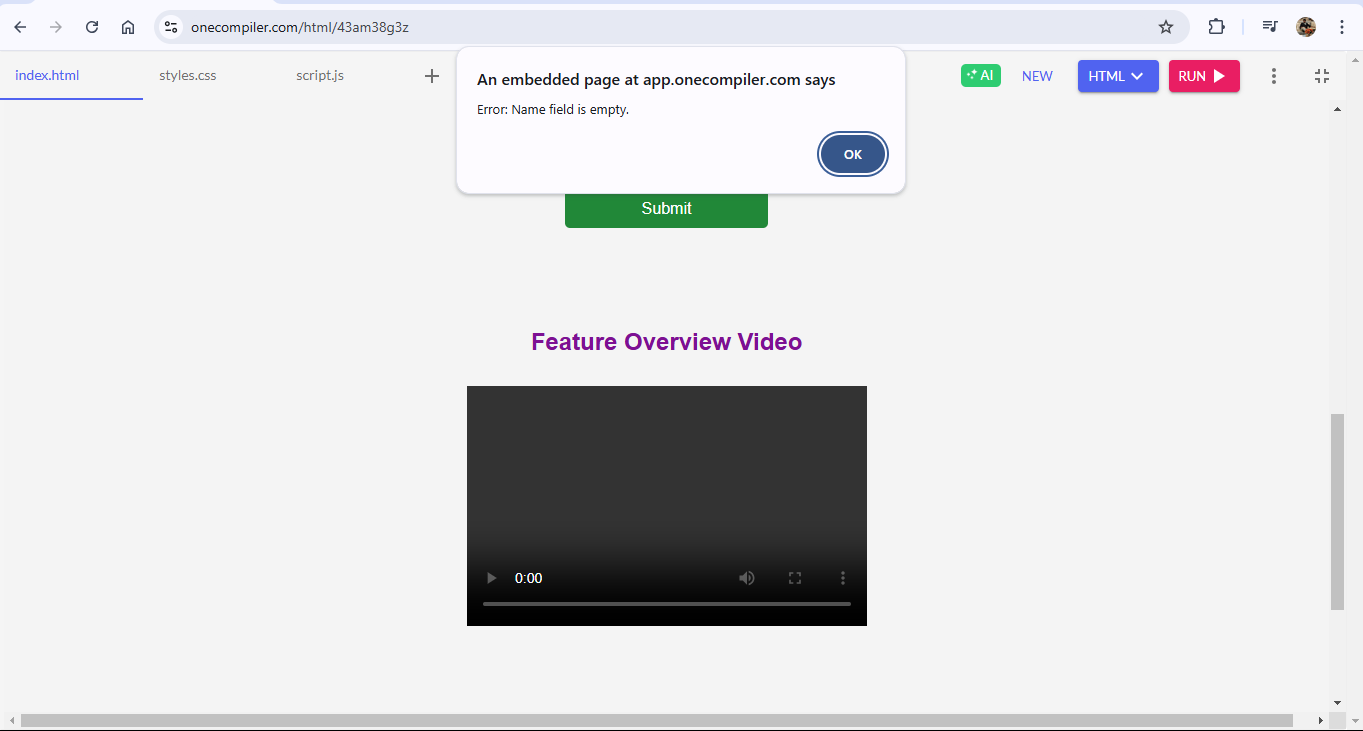 onecompiler.com/html/43am38g3z
index.html
styles.css
script.js
AI
NEW
HTML
RUN
An embedded page at app.onecompiler.com says
Error: Name field is empty.
OK
Submit
Feature Overview Video
0:00